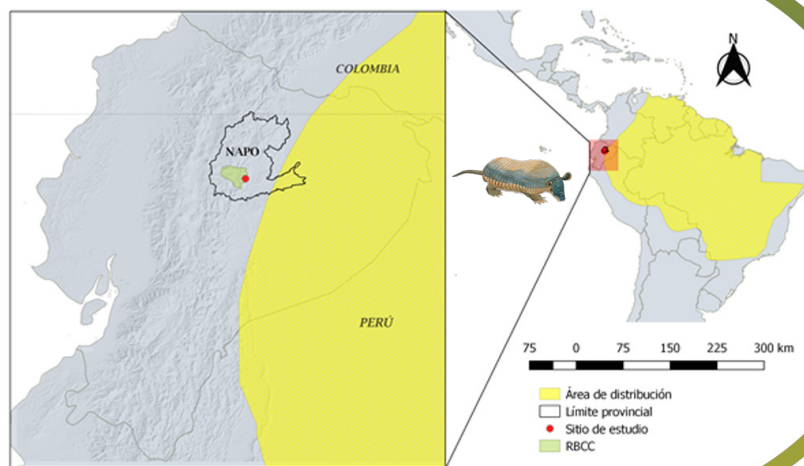 COLOMBIA
NAPO
PERÚ
N
75 0 75 150 225 300 km
Área de distribución
Límite provincial
Sitio de estudio
RBCC